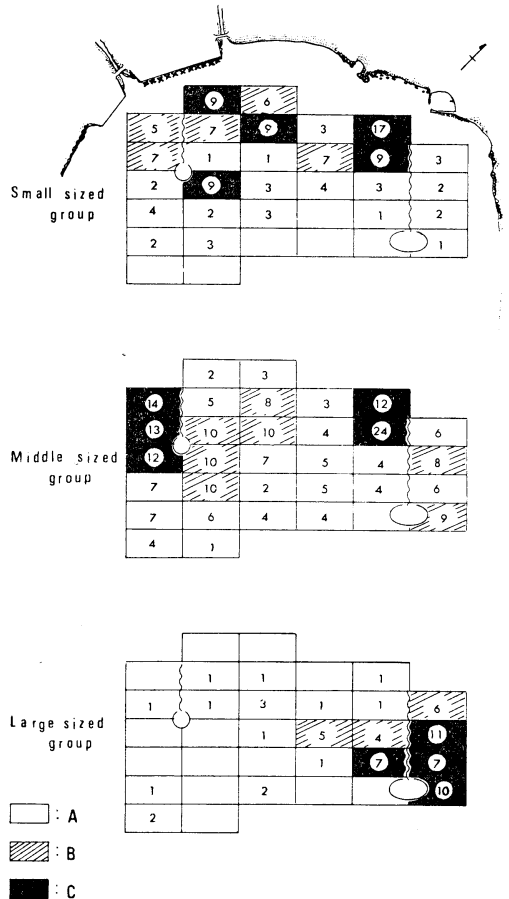 9 6
5 7 9 3 17
7 1 1 7 9 3
2 9 3 4 3 2
Small sized
group
4 2 3 1 2
2 3 1
2 3
14 5 8 3 12
13 10 10 4 24 6
12 10 7 5 4 8
Middle sized
group
7 10 2 5 4 6
7 6 4 4 9
4 1
1 1 1
1 1 3 1 1 6
Large sized
group
1 5 4 11
1 7 7
1 2 10
2
: A
: B
: C